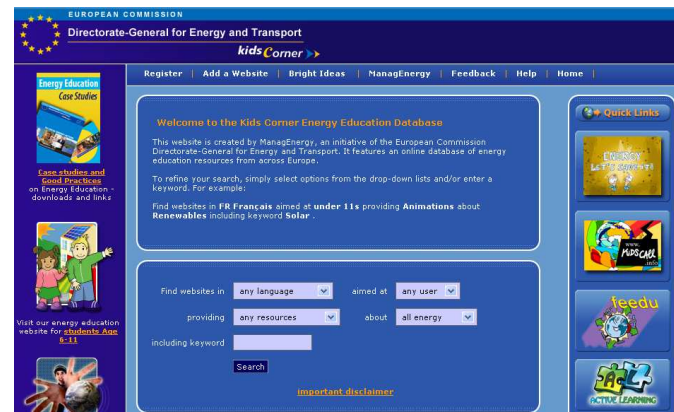 EUROPEAN COMMISSION
Directorate-General for Energy and Transport
kids Corner
Register | Add a Website | Bright Ideas | ManagEnergy | Feedback | Help | Home |
Energy Education
Case Studies
Case studies and
Good Practices
on Energy Education -
downloads and links
Visit our energy education
website for students Age
6-11
Welcome to the Kids Corner Energy Education Database
This website is created by ManagEnergy, an initiative of the European Commission
Directorate-General for Energy and Transport. It features an online database of energy
education resources from across Europe.
To refine your search, simply select options from the drop-down lists and/or enter a
keyword. For example:
Find websites in FR Français aimed at under 11s providing Animations about
Renewables including keyword Solar .
Find websites in any language aimed at any user
providing any resources about all energy
including keyword
Search
important disclaimer
Quick Links
ENERGY
www.
KIDSCALL
.info
feedu
ACTIVE LEARNING